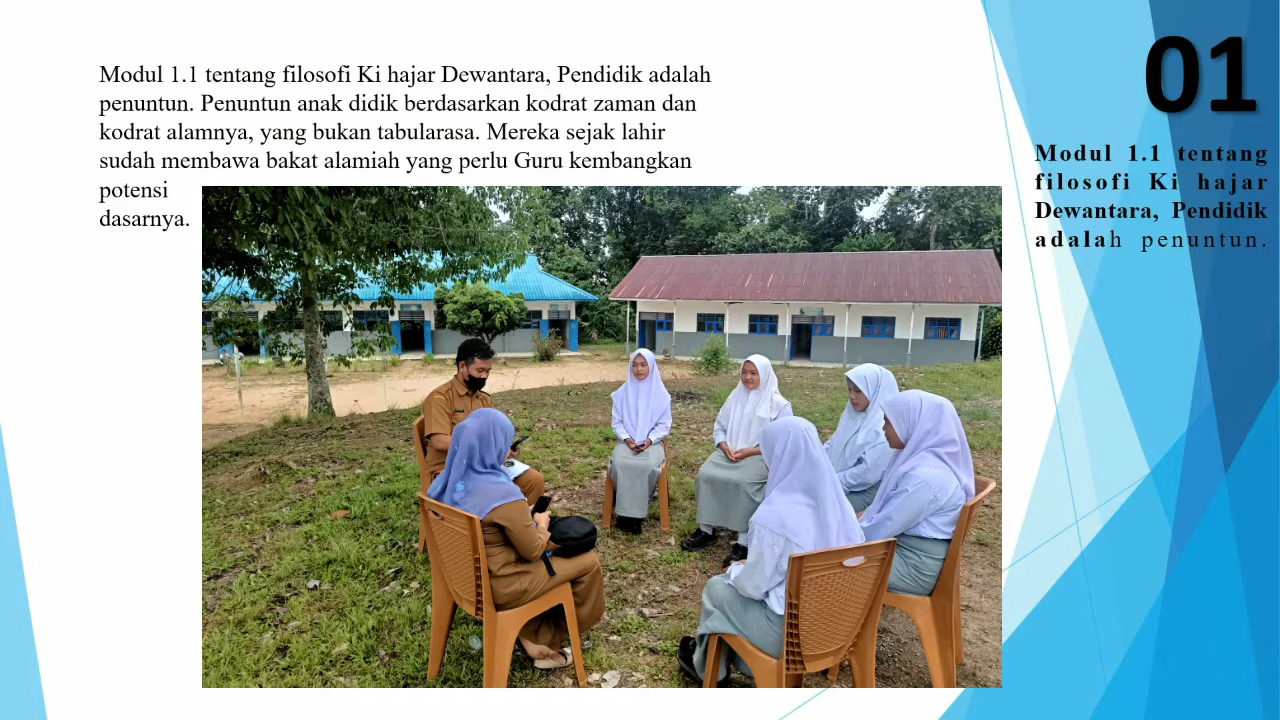 Modul 1.1 tentang filosofi Ki hajar Dewantara, Pendidik adalah
penuntun. Penuntun anak didik berdasarkan kodrat zaman dan
kodrat alamnya, yang bukan tabularasa. Mereka sejak lahir
sudah membawa bakat alamiah yang perlu Guru kembangkan
potensi
dasarnya.
01
Modul 1.1 tentang
filosofi Ki hajar
Dewantara, Pendidik
adalah penuntun.